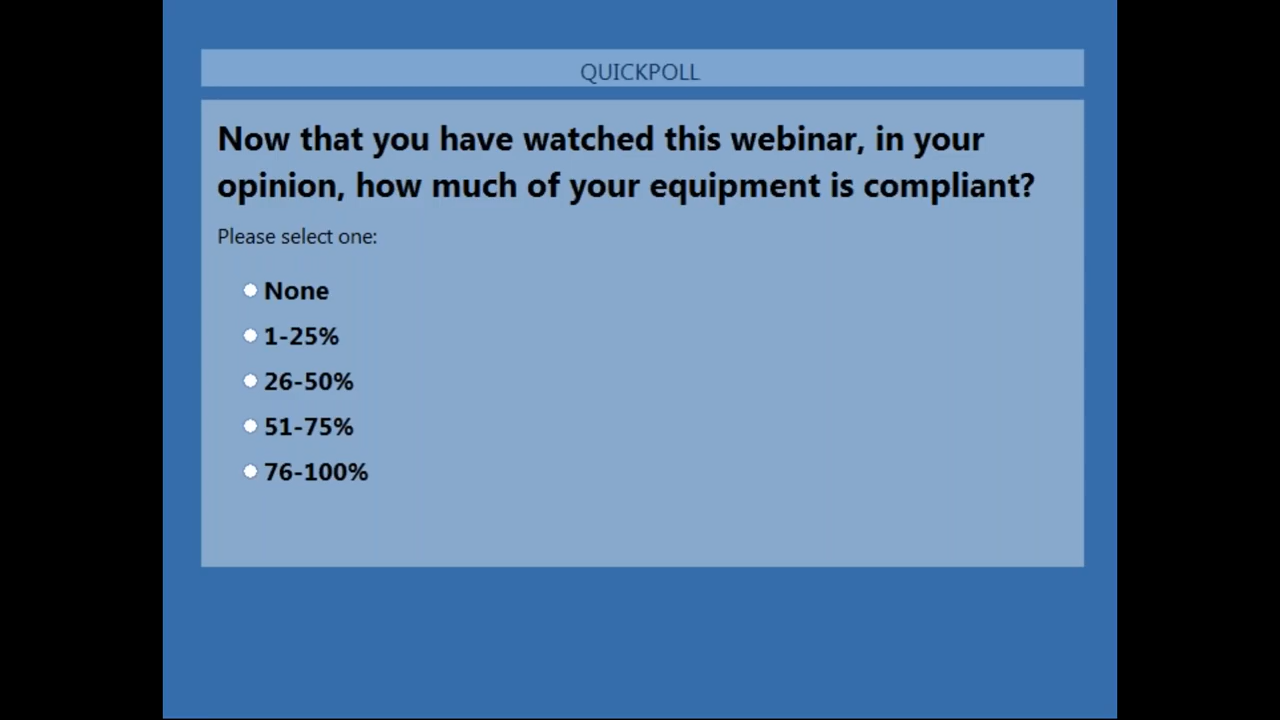 QUICKPOLL
Now that you have watched this webinar, in your
opinion, how much of your equipment is compliant?
Please select one:
None
1-25%
26-50%
51-75%
76-100%